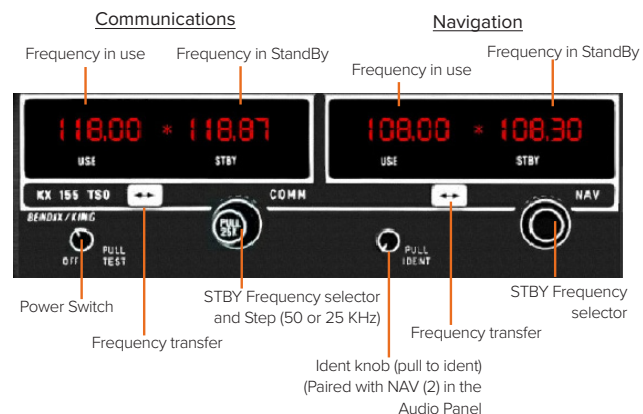 Communications
Navigation
Frequency in use
Frequency in StandBy
Frequency in use
Frequency in StandBy
118.00 * 118.87
USE
STBY
108.00 * 108.30
USE
STBY
KX 155 TSO
COMM
NAV
BENDIX/KING
OFF
PULL
TEST
PULL
25K
PULL
IDENT
Power Switch
STBY Frequency selector
and Step (50 or 25 KHz)
STBY Frequency
selector
Frequency transfer
Frequency transfer
Ident knob (pull to ident)
(Paired with NAV (2) in the
Audio Panel